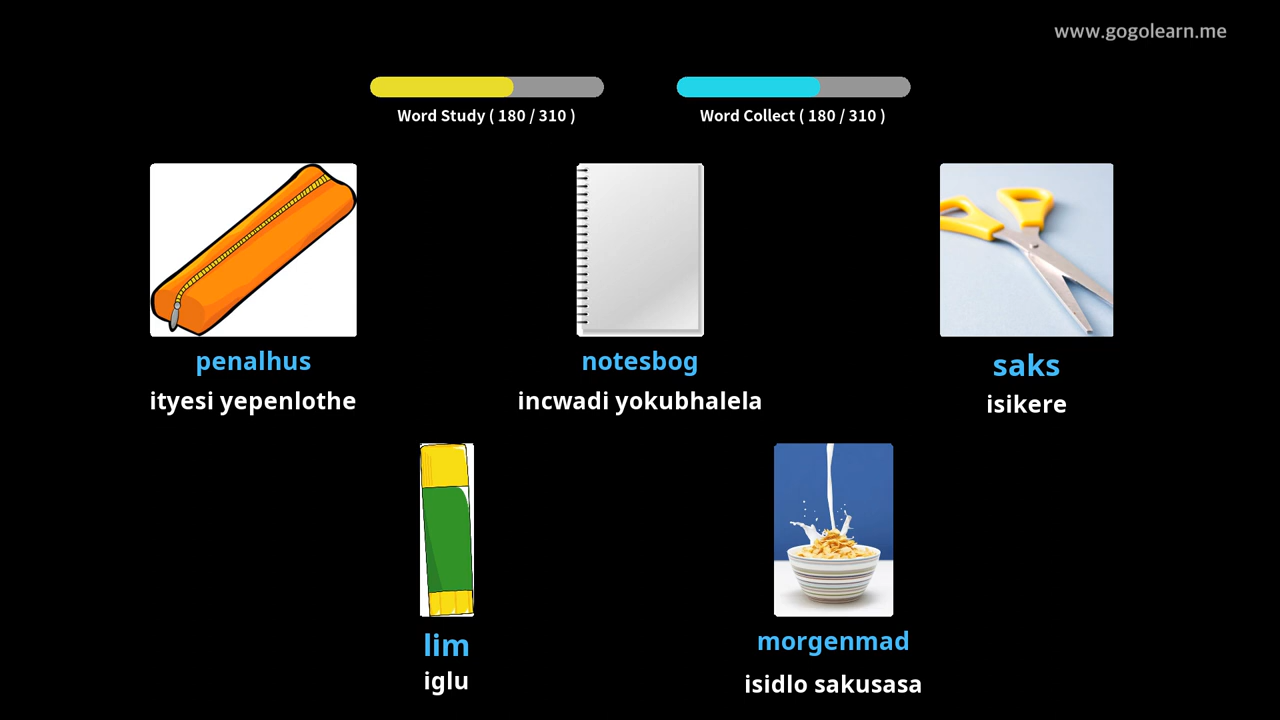 www.gogolearn.me
Word Study ( 180 / 310 )
Word Collect ( 180 / 310 )
penalhus
ityesi yepenlothe
notesbog
incwadi yokubhalela
saks
isikere
lim
iglu
morgenmad
isidlo sakusasa